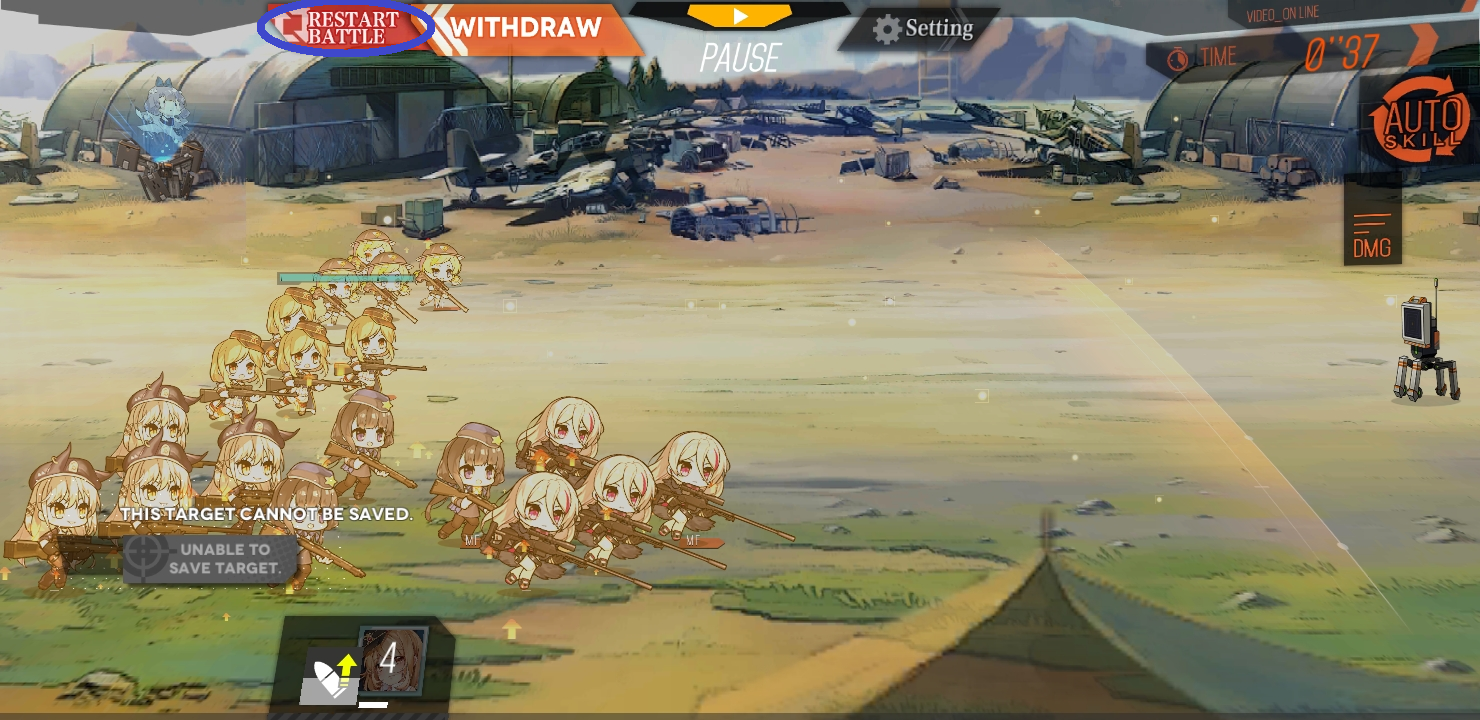 RESTART
BATTLE
WITHDRAW
PAUSE
Setting
VIDEO_ON LINE
TIME
0"37
AUTO
SKILL
DMG
THIS TARGET CANNOT BE SAVED.
UNABLE TO
SAVE TARGET.
MF
MF
4